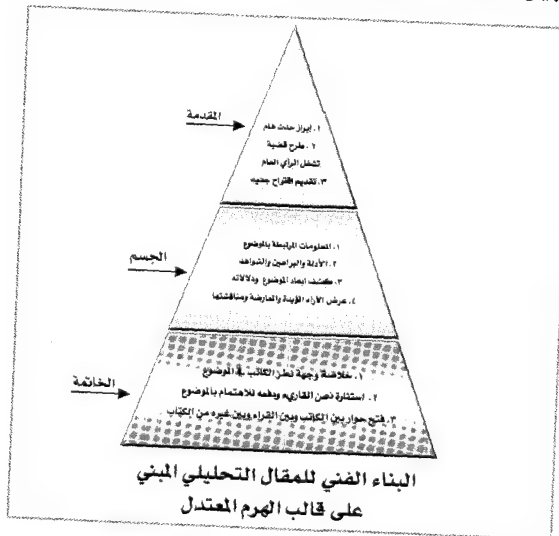 المقدمة
١. إبراز حدث هام
٢. طرح قضية
تشغل الرأي العام
٣. تقديم اقتراح جديد
الجسم
١. المعلومات المرتبطة بالموضوع
٢. الأدلة والبراهين والشواهد
٣. كشف أبعاد الموضوع ودلالاته
٤. عرض الآراء المؤيدة والمعارضة ومناقشتها
الخاتمة
١. خلاصة وجهة نظر الكاتب في الموضوع
٢. استثارة ذهن القارىء ودفعه للاهتمام بالموضوع
٣. فتح حوار بين الكاتب وبين القراء وبين غيره من الكتاب
البناء الفني للمقال التحليلي المبني
على قالب الهرم المعتدل